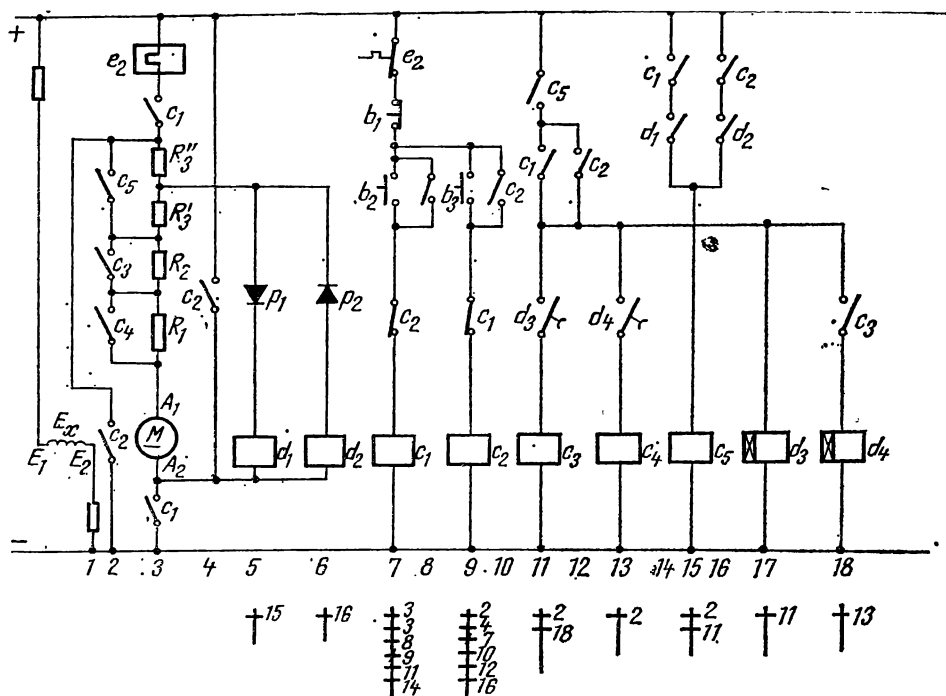 +
e2
e2
c1
b1
c5
c1
c2
d1
d2
R3''
c5
R3'
b2
b3
c2
c1
c2
c3
R2
c2
p1
p2
c4
R1
c2
c1
d3
d4
c3
A1
Ex
M
E1
E2
c2
A2
d1
d2
c1
c2
c3
c4
c5
d3
d4
c1
−
1 2 3 4 5 6 7 8 9 10 11 12 13 14 15 16 17 18
15 16 3 2 2 2 2 11 13
3 4 18 11
8 7
9 10
11 12
14 16